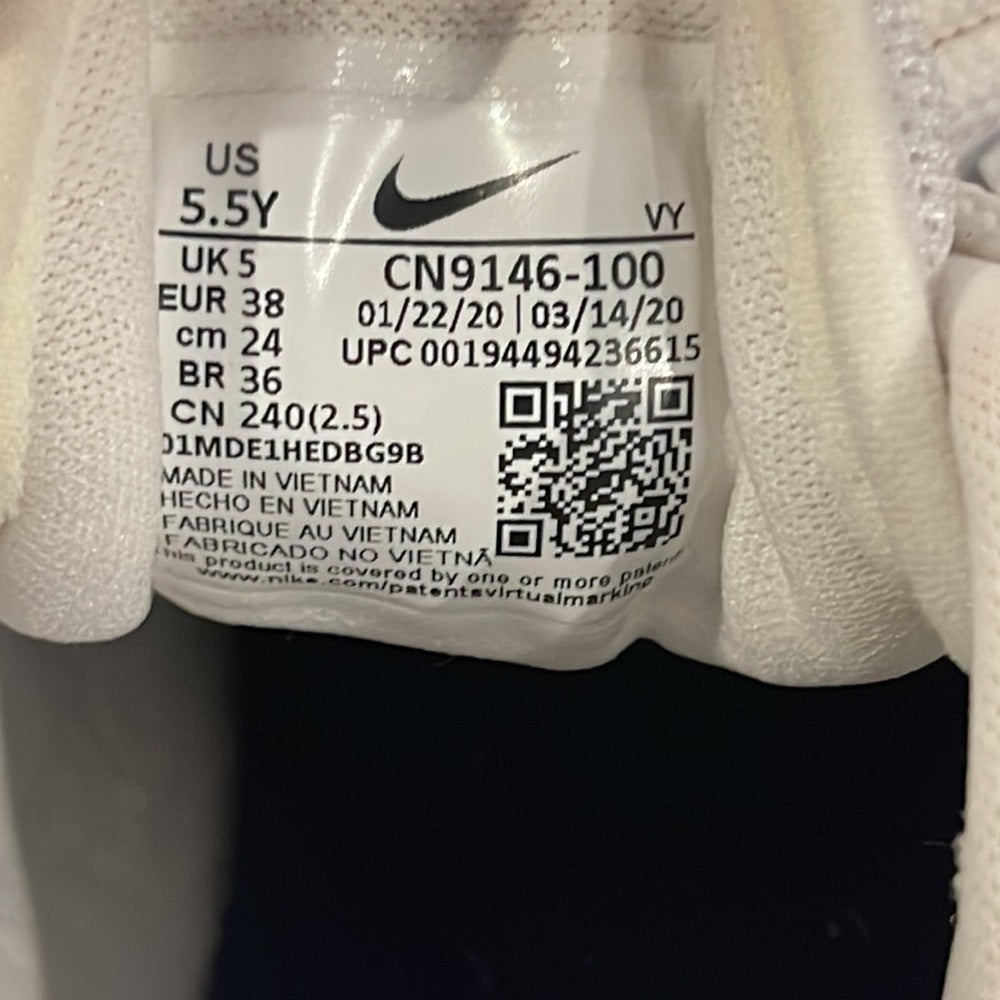 US
5.5Y
VY
UK 5
EUR 38
cm 24
BR 36
CN 240(2.5)
CN9146-100
01/22/20 | 03/14/20
UPC 00194494236615
01MDE1HEDBG9B
MADE IN VIETNAM
HECHO EN VIETNAM
FABRIQUE AU VIETNAM
FABRICADO NO VIETNÃ
This product is covered by one or more
www.nike.com/patentsvirtualmarking